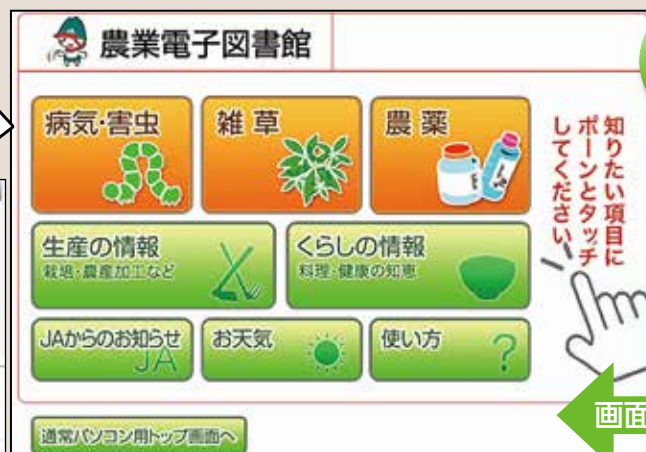 農業電子図書館
病気・害虫
雑草
農薬
知りたい項目に
ポーンとタッチ
してください
生産の情報
栽培・農産加工など
くらしの情報
料理・健康の知恵
JAからのお知らせ
JA
お天気
使い方
?
画面
通常パソコン用トップ画面へ